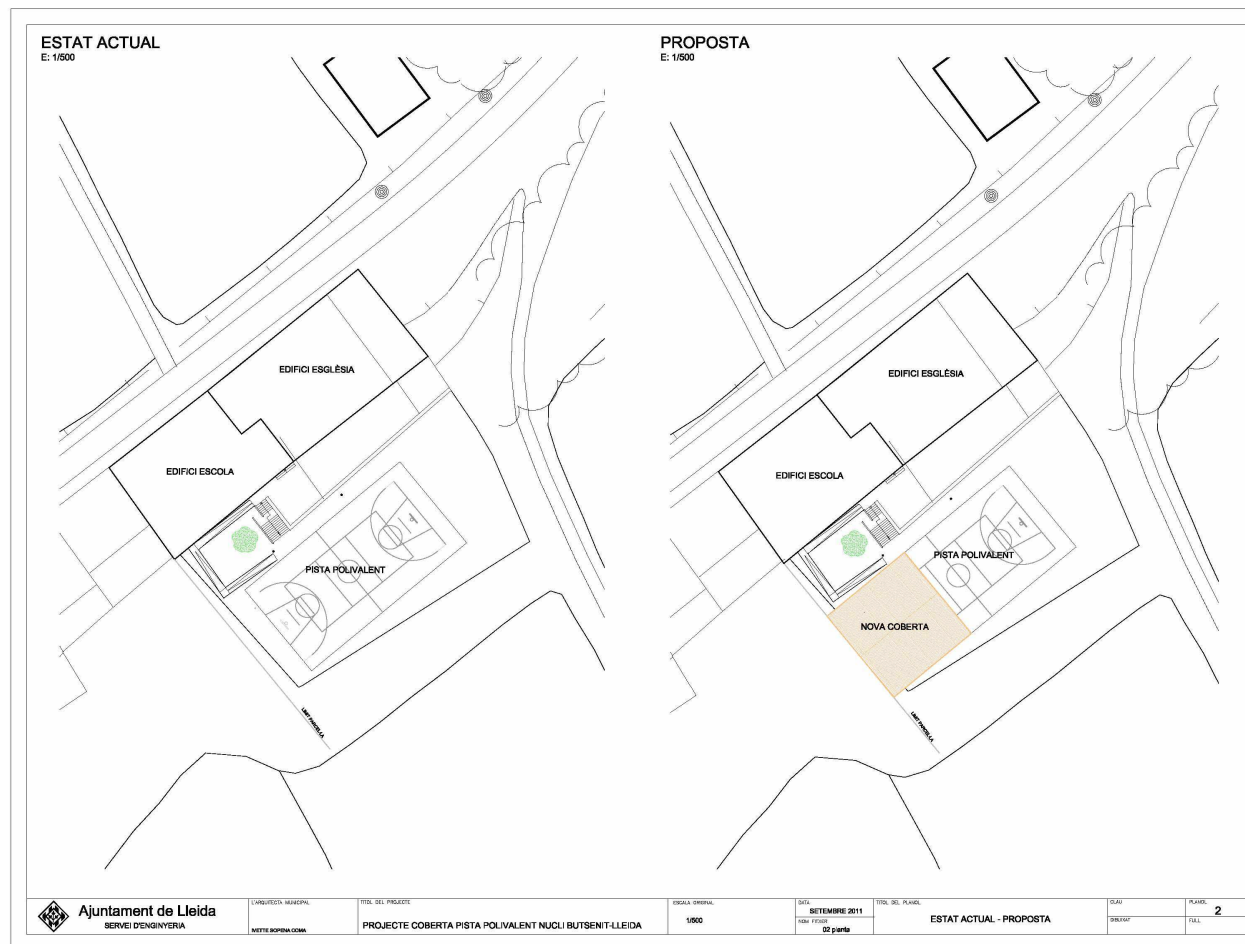 ESTAT ACTUAL
E: 1/500
EDIFICI ESGLÈSIA
EDIFICI ESCOLA
PISTA POLIVALENT
LIMIT PARCEL·LA
PROPOSTA
E: 1/500
EDIFICI ESGLÈSIA
EDIFICI ESCOLA
PISTA POLIVALENT
NOVA COBERTA
LIMIT PARCEL·LA
Ajuntament de Lleida
SERVEI D'ENGINYERIA
L'ARQUITECTA MUNICIPAL
IVETTE SOPENA COMA
TITOL DEL PROJECTE
PROJECTE COBERTA PISTA POLIVALENT NUCLI BUTSENIT-LLEIDA
ESCALA ORIGINAL
1/500
DATA
SETEMBRE 2011
NOM FITXER
02 planta
TITOL DEL PLANOL
ESTAT ACTUAL - PROPOSTA
CLAU
DIBUIXAT
PLANOL
2
FULL